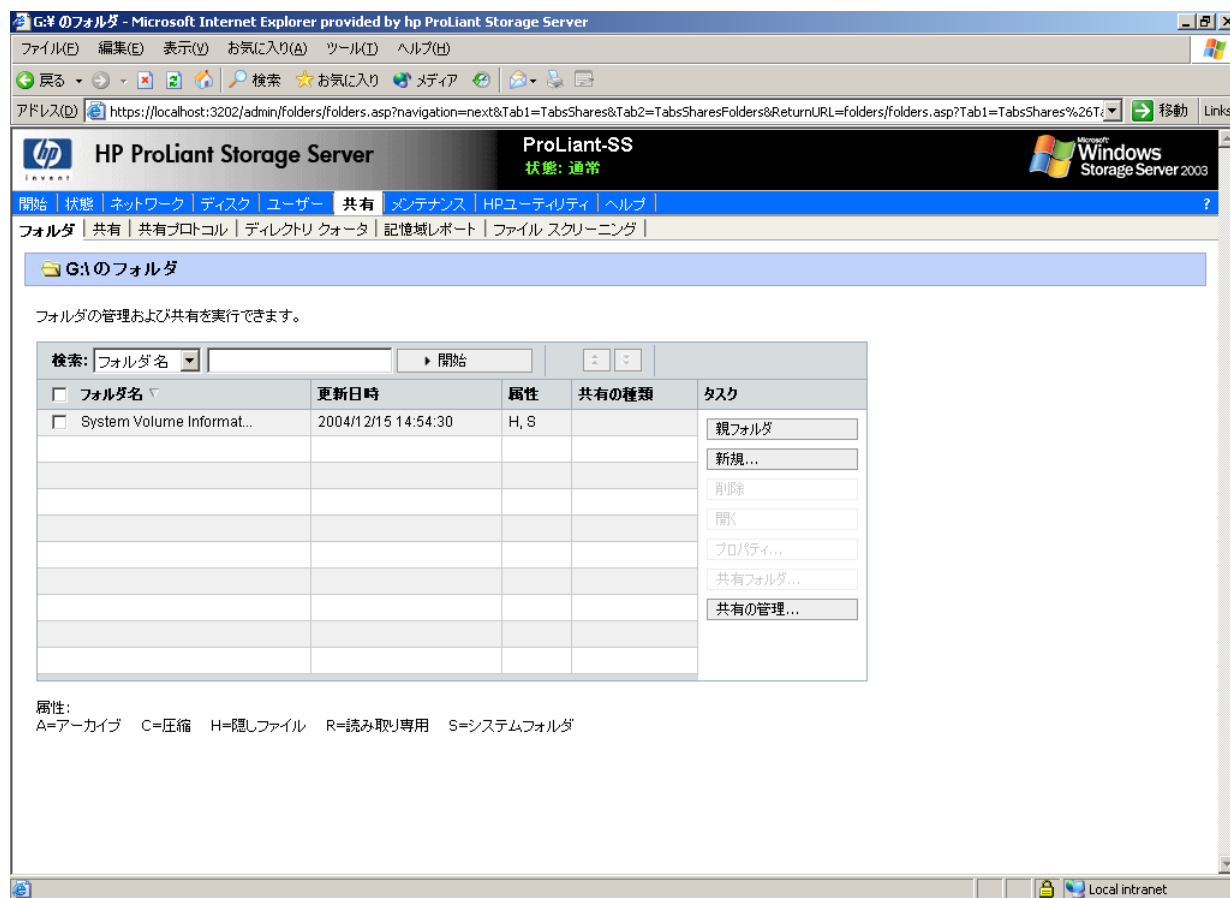 G:¥ のフォルダ - Microsoft Internet Explorer provided by hp ProLiant Storage Server
ファイル(F) 編集(E) 表示(V) お気に入り(A) ツール(T) ヘルプ(H)
戻る 検索 お気に入り メディア
アドレス(D) https://localhost:3202/admin/folders/folders.asp?navigation=next&Tab1=TabsShares&Tab2=TabsSharesFolders&ReturnURL=folders/folders.asp?Tab1=TabsShares%26T 移動 Links
hp invent HP ProLiant Storage Server
ProLiant-SS
状態: 通常
Microsoft Windows Storage Server 2003
開始 | 状態 | ネットワーク | ディスク | ユーザー | 共有 | メンテナンス | HPユーティリティ | ヘルプ | ?
フォルダ | 共有 | 共有プロトコル | ディレクトリ クォータ | 記憶域レポート | ファイル スクリーニング |
G:\ のフォルダ
フォルダの管理および共有を実行できます。
検索: フォルダ名 開始
フォルダ名 更新日時 属性 共有の種類 タスク
System Volume Informat... 2004/12/15 14:54:30 H, S
親フォルダ
新規...
削除
開く
プロパティ...
共有フォルダ...
共有の管理...
属性:
A=アーカイブ C=圧縮 H=隠しファイル R=読み取り専用 S=システムフォルダ
Local intranet